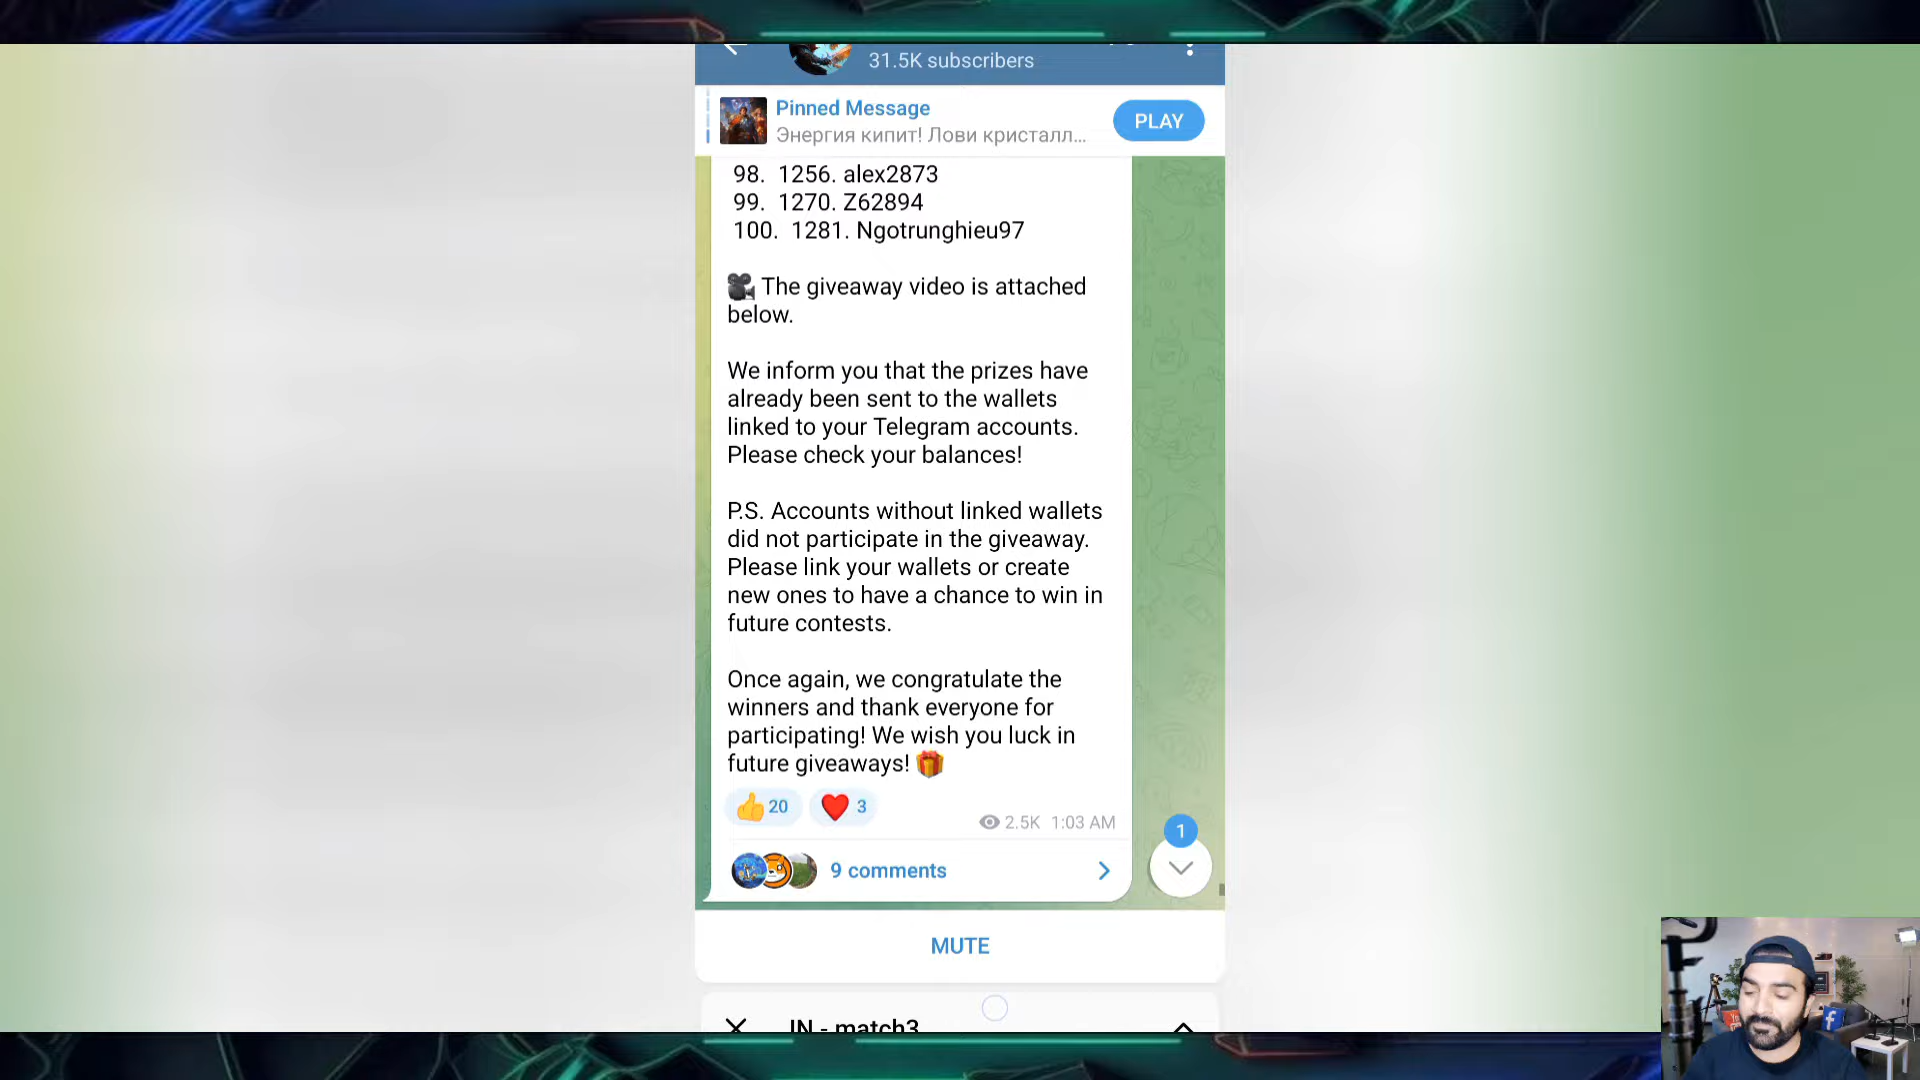 31.5K subscribers
Pinned Message
Энергия кипит! Лови кристалл...
PLAY
98. 1256. alex2873
99. 1270. Z62894
100. 1281. Ngotrunghieu97
🎥 The giveaway video is attached
below.
We inform you that the prizes have
already been sent to the wallets
linked to your Telegram accounts.
Please check your balances!
P.S. Accounts without linked wallets
did not participate in the giveaway.
Please link your wallets or create
new ones to have a chance to win in
future contests.
Once again, we congratulate the
winners and thank everyone for
participating! We wish you luck in
future giveaways! 🎁
👍 20 ❤️ 3
2.5K 1:03 AM
1
9 comments
MUTE
IN - match3